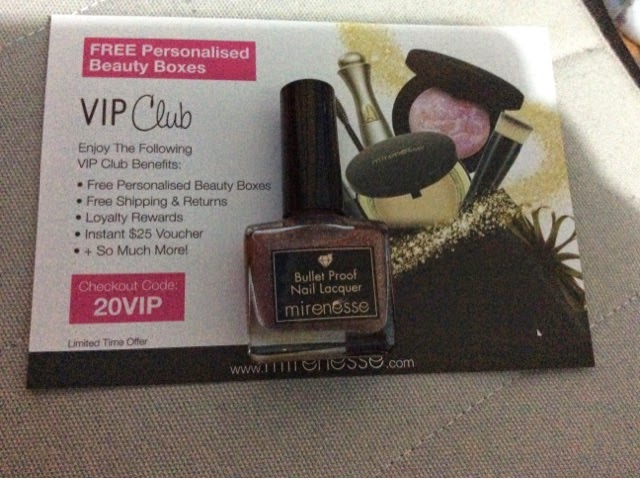 FREE Personalised
Beauty Boxes
VIP Club
Enjoy The Following
VIP Club Benefits:
• Free Personalised Beauty Boxes
• Free Shipping & Returns
• Loyalty Rewards
• Instant $25 Voucher
• + So Much More!
Checkout Code:
20VIP
Limited Time Offer
mirenesse
Bullet Proof
Nail Lacquer
mirenesse
www.mirenesse.com